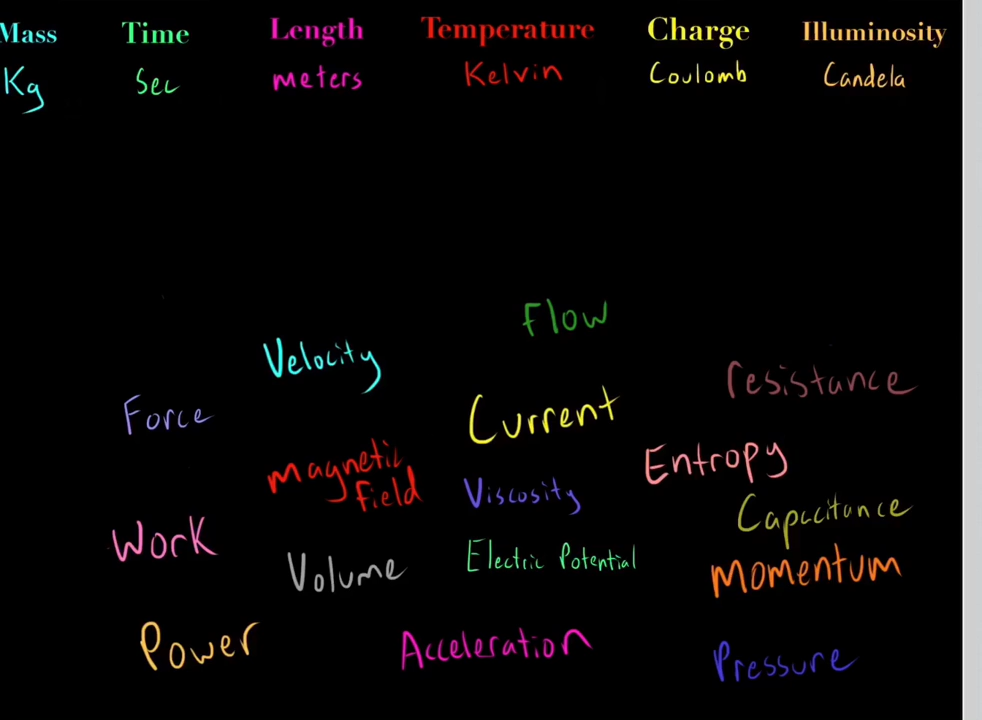 Mass Time Length Temperature Charge Illuminosity
Kg Sec meters Kelvin Coulomb Candela
Flow
Velocity
resistance
Force
Current
magnetic
field
Entropy
Viscosity
Capacitance
Work
Volume
Electric Potential
momentum
Power
Acceleration
Pressure